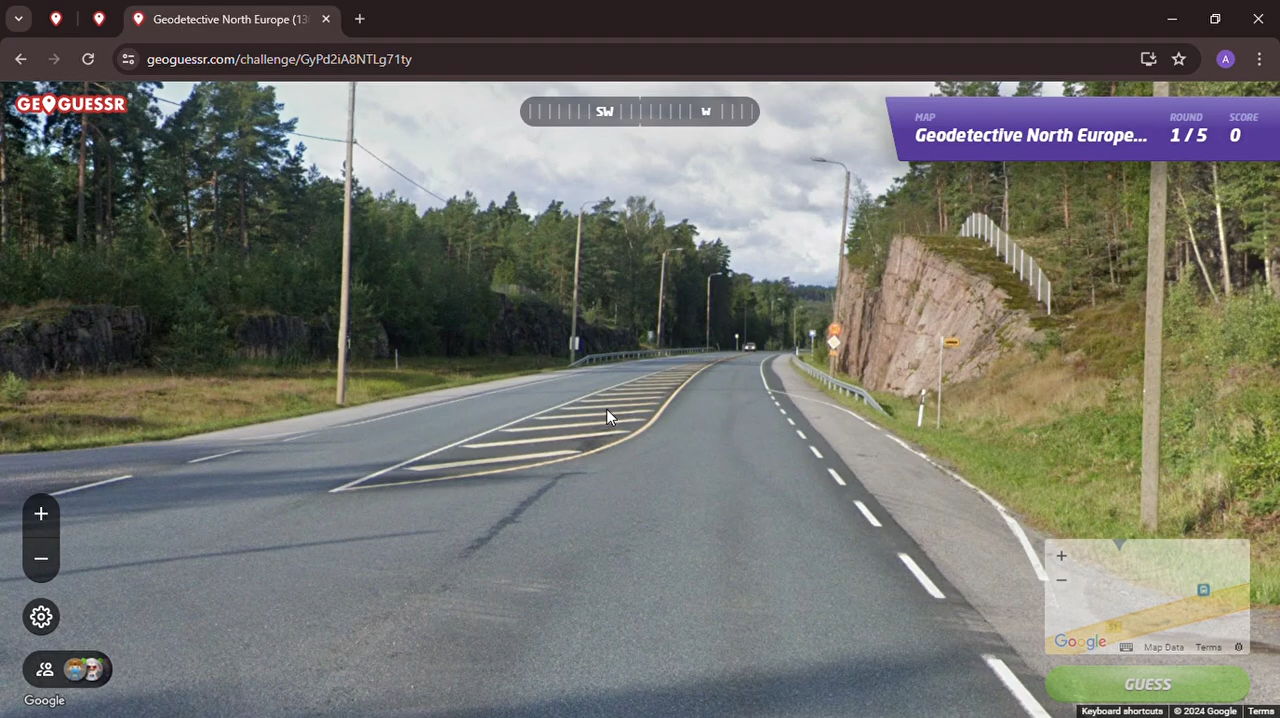 Geodetective North Europe (13
geoguessr.com/challenge/GyPd2iA8NTLg71ty
A
GEOGUESSR
SW
W
MAP
ROUND
SCORE
Geodetective North Europe...
1 / 5
0
Google
Map Data
Terms
GUESS
Google
Keyboard shortcuts
© 2024 Google
Terms